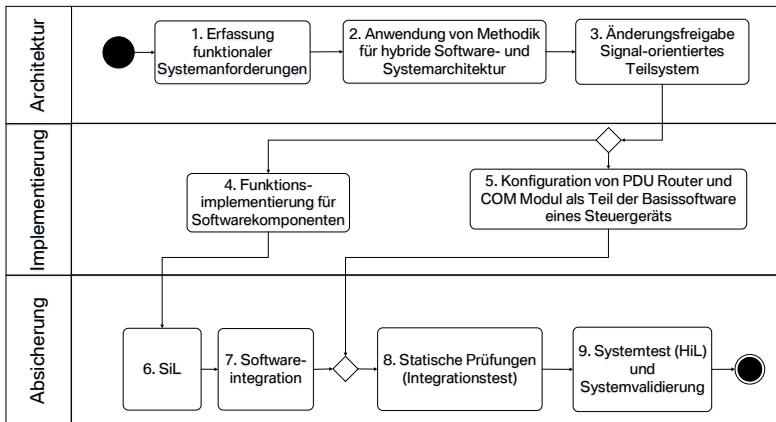 Architektur
1. Erfassung
funktionaler
Systemanforderungen
2. Anwendung von Methodik
für hybride Software- und
Systemarchitektur
3. Änderungsfreigabe
Signal-orientiertes
Teilsystem
Implementierung
4. Funktions-
implementierung für
Softwarekomponenten
5. Konfiguration von PDU Router und
COM Modul als Teil der Basissoftware
eines Steuergeräts
Absicherung
6. SiL
7. Software-
integration
8. Statische Prüfungen
(Integrationstest)
9. Systemtest (HiL)
und
Systemvalidierung